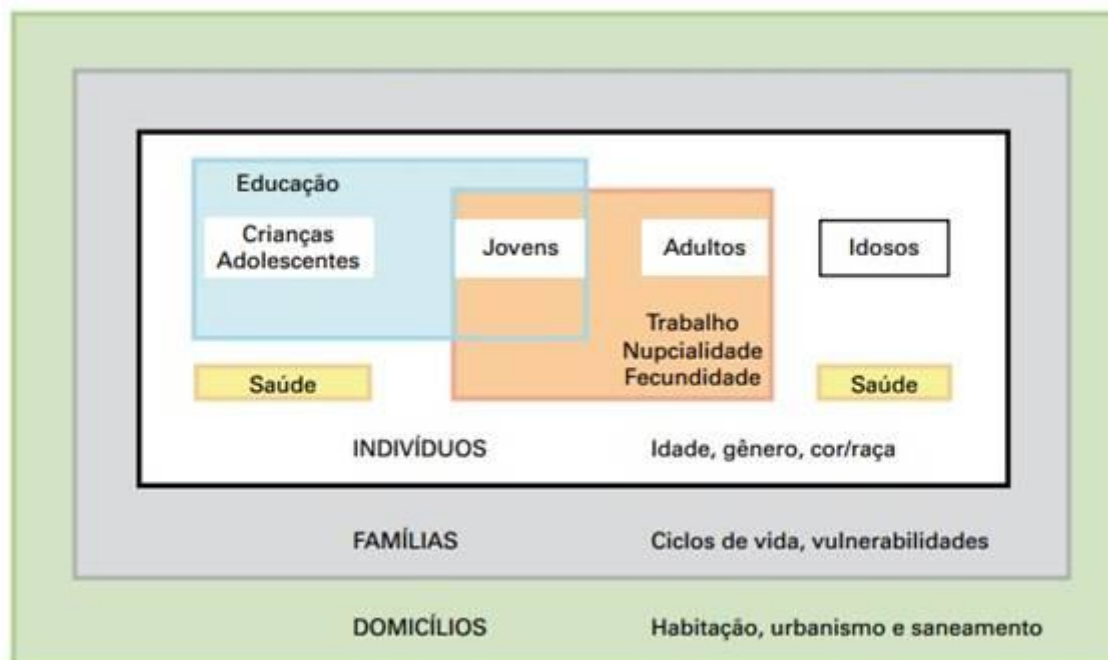 Educação
Crianças
Adolescentes
Jovens
Adultos
Idosos
Trabalho
Nupcialidade
Fecundidade
Saúde
Saúde
INDIVÍDUOS
Idade, gênero, cor/raça
FAMÍLIAS
Ciclos de vida, vulnerabilidades
DOMICÍLIOS
Habitação, urbanismo e saneamento